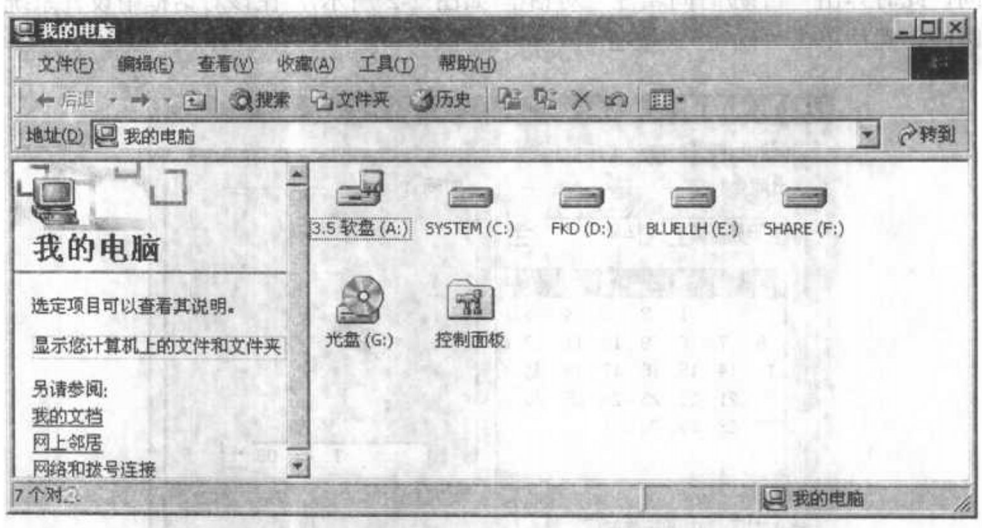 我的电脑
文件(F) 编辑(E) 查看(V) 收藏(A) 工具(T) 帮助(H)
后退 搜索 文件夹 历史
地址(D) 我的电脑 转到
我的电脑
选定项目可以查看其说明。
显示您计算机上的文件和文件夹
另请参阅:
我的文档
网上邻居
网络和拨号连接
3.5 软盘 (A:) SYSTEM (C:) FKD (D:) BLUELLH (E:) SHARE (F:)
光盘 (G:) 控制面板
7 个对
我的电脑